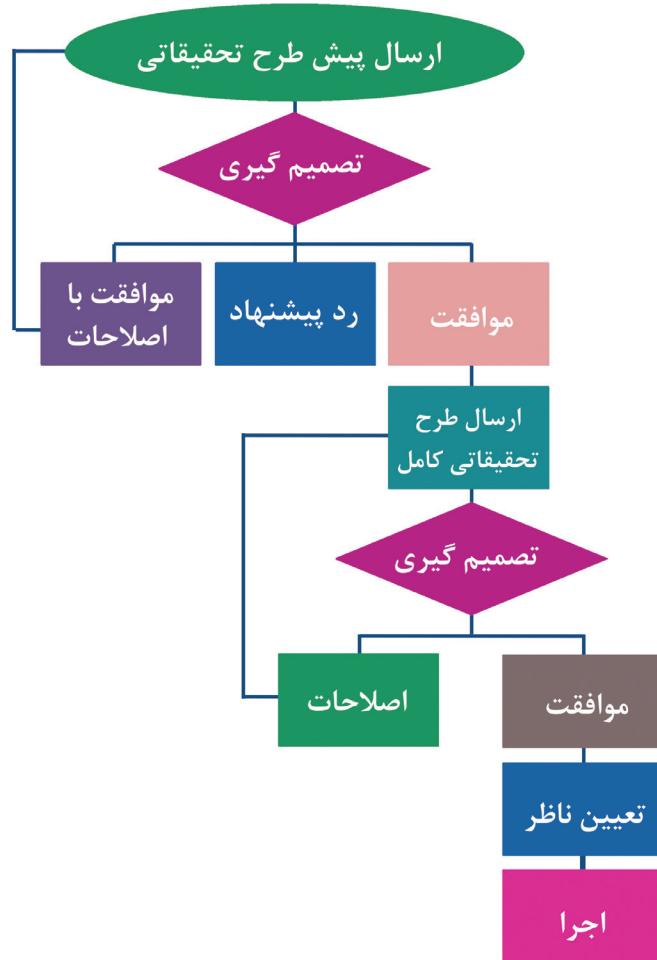 ارسال پیش طرح تحقیقاتی
تصمیم گیری
موافقت
رد پیشنهاد
موافقت با
اصلاحات
ارسال طرح
تحقیقاتی کامل
تصمیم گیری
موافقت
اصلاحات
تعیین ناظر
اجرا